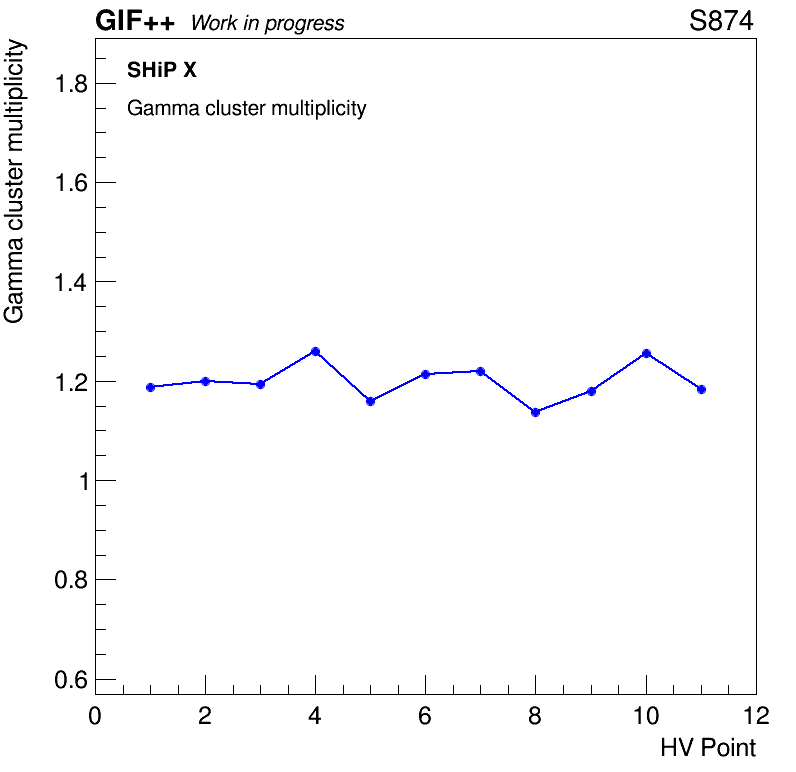 GIF++ Work in progress S874
SHiP X
Gamma cluster multiplicity
Gamma cluster multiplicity
1.8
1.6
1.4
1.2
1
0.8
0.6
0 2 4 6 8 10 12
HV Point